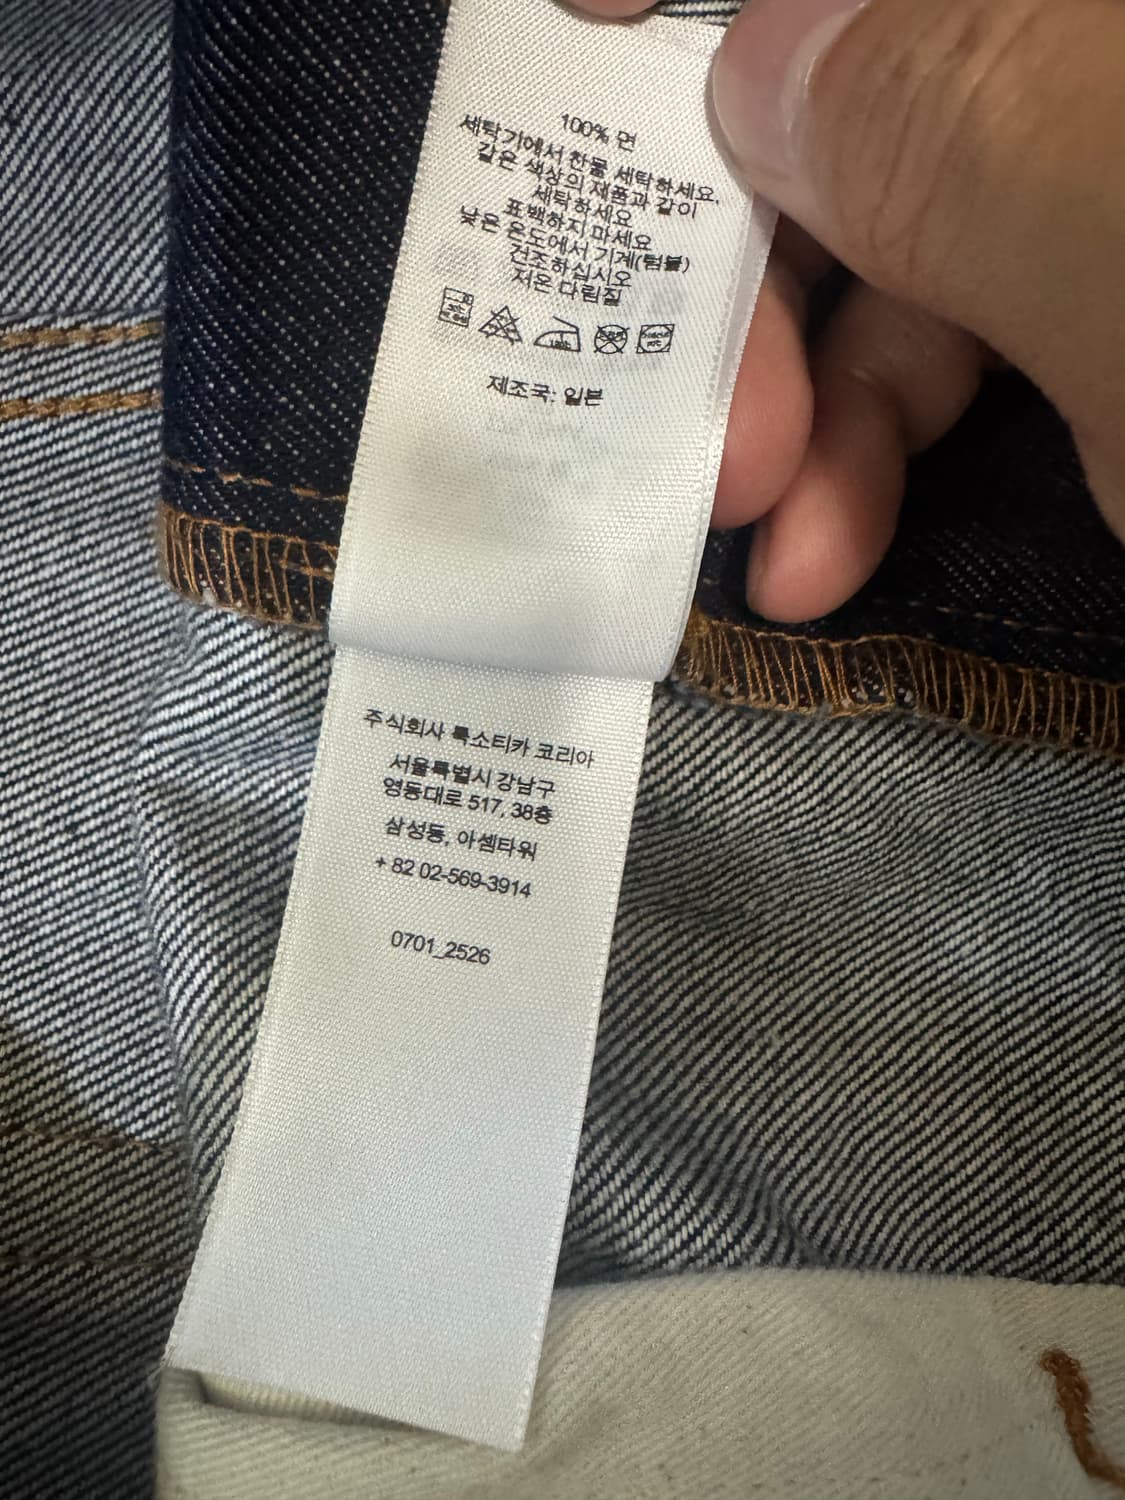 100% 면
세탁기에서 찬물 세탁하세요,
같은 색상의 제품과 같이
세탁하세요
표백하지 마세요
낮은 온도에서 기계(텀블)
건조하십시오
저온 다림질
제조국: 일본
주식회사 룩소티카 코리아
서울특별시 강남구
영동대로 517, 38층
삼성동, 아셈타워
+ 82 02-569-3914
0701_2526